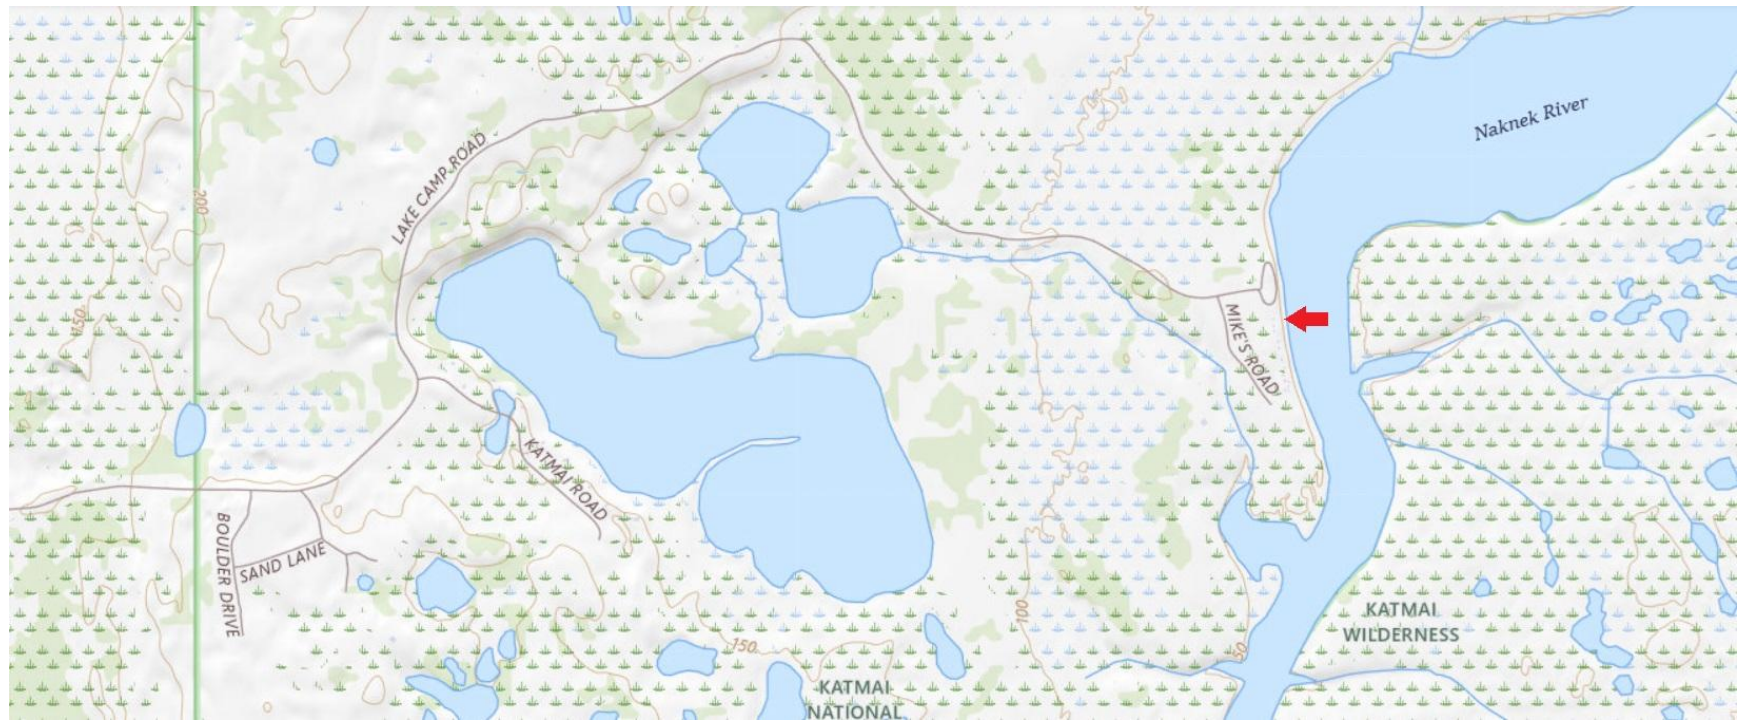 Naknek River
LAKE CAMP ROAD
200
150
MIKE'S ROAD
KATMAI ROAD
BOULDER DRIVE
SAND LANE
100
KATMAI
WILDERNESS
150
50
KATMAI
NATIONAL